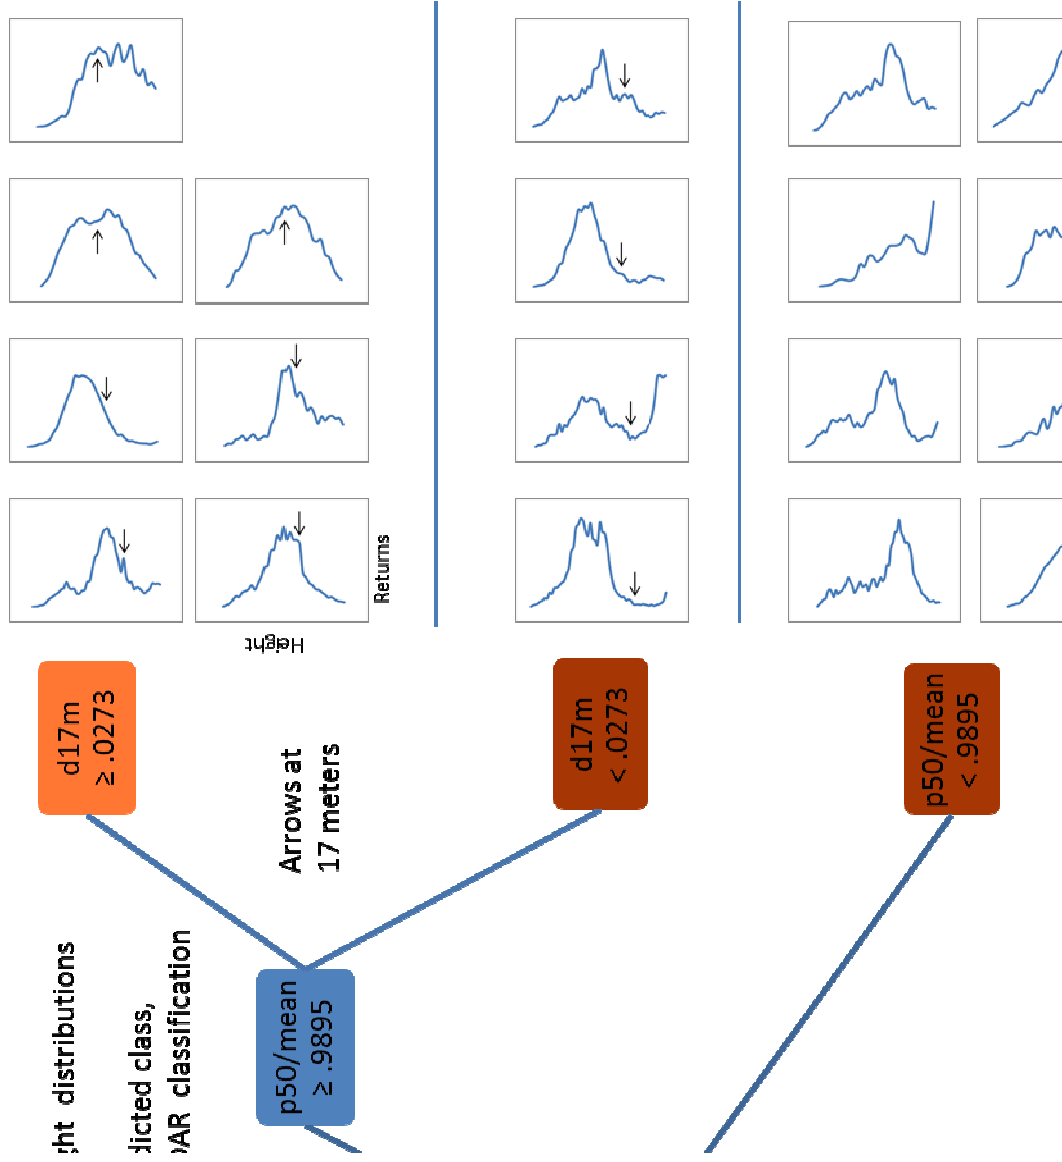 ght distributions
dicted class,
DAR classification
p50/mean
≥ .9895
Arrows at
17 meters
d17m
≥ .0273
d17m
< .0273
p50/mean
< .9895
Height
Returns